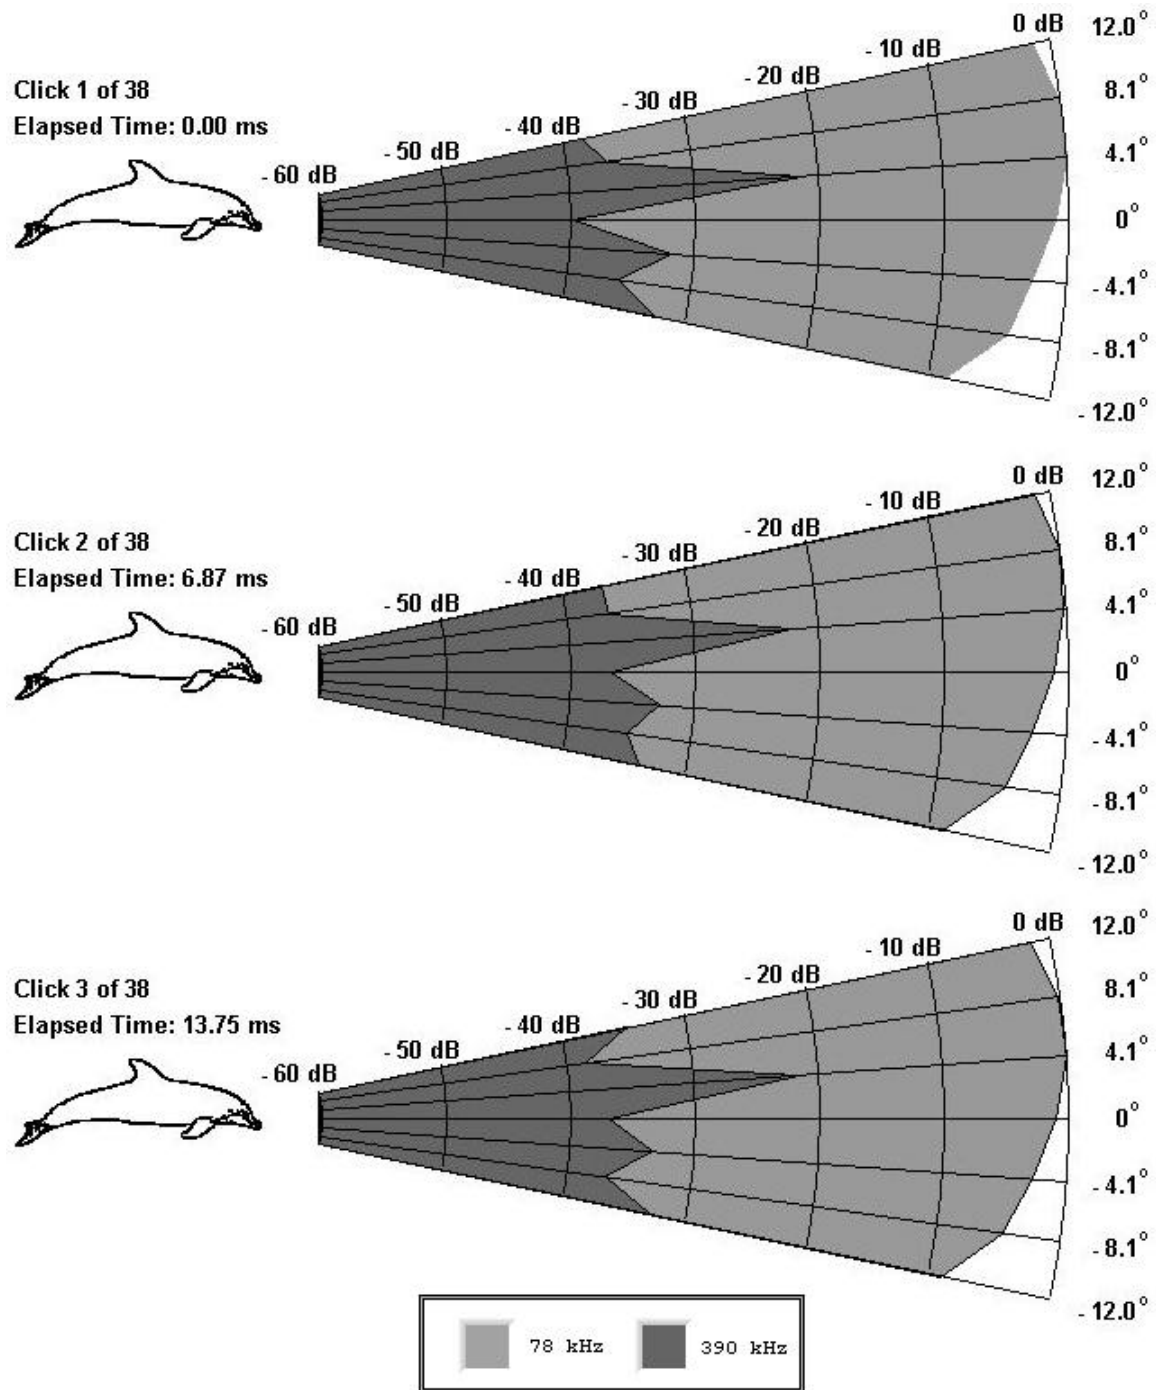 0 dB 12.0°
- 10 dB
- 20 dB
Click 1 of 38
8.1°
- 30 dB
Elapsed Time: 0.00 ms
- 40 dB
4.1°
- 50 dB
- 60 dB
0°
- 4.1°
- 8.1°
- 12.0°
0 dB 12.0°
- 10 dB
- 20 dB
Click 2 of 38
8.1°
- 30 dB
Elapsed Time: 6.87 ms
- 40 dB
4.1°
- 50 dB
- 60 dB
0°
- 4.1°
- 8.1°
- 12.0°
0 dB 12.0°
- 10 dB
- 20 dB
Click 3 of 38
8.1°
- 30 dB
Elapsed Time: 13.75 ms
- 40 dB
4.1°
- 50 dB
- 60 dB
0°
- 4.1°
- 8.1°
- 12.0°
78 kHz 390 kHz